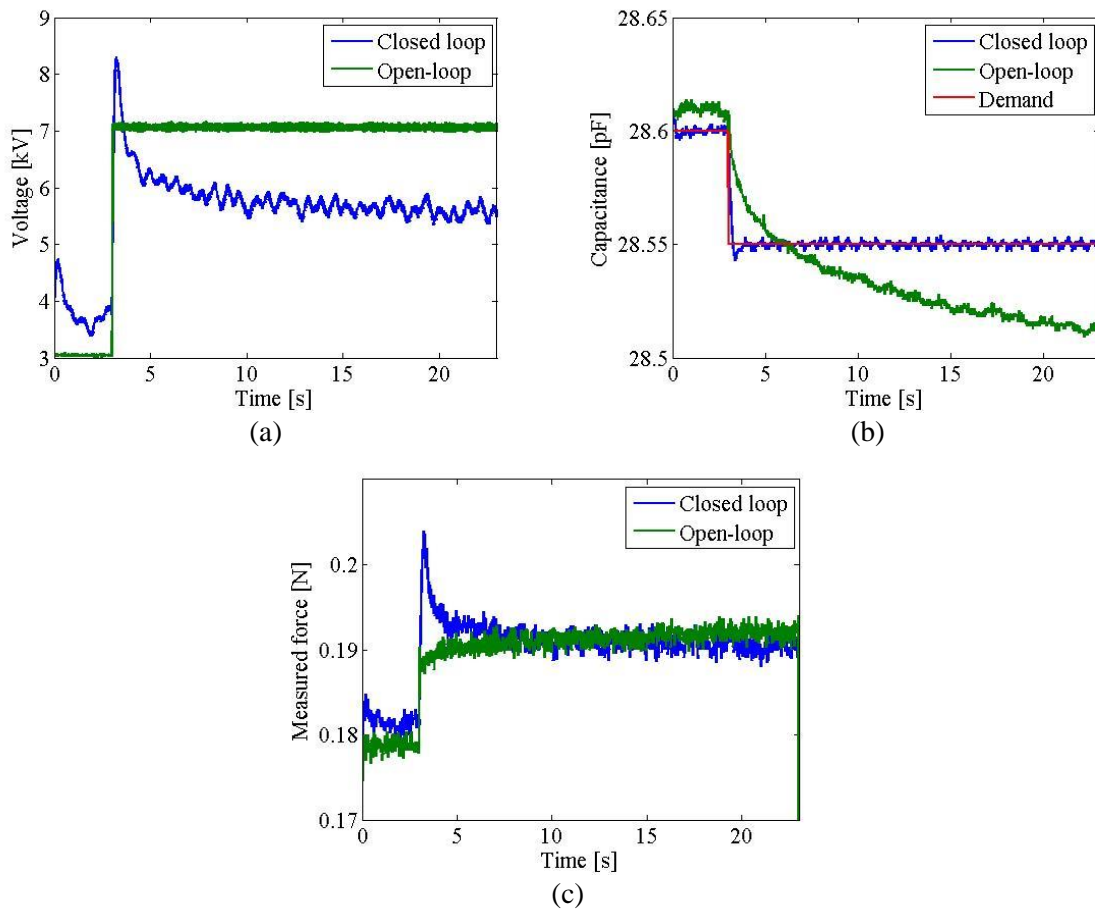 9
8
7
6
5
4
3
Voltage [kV]
Closed loop
Open-loop
0 5 10 15 20
Time [s]
(a)
28.65
28.6
28.55
28.5
Capacitance [pF]
Closed loop
Open-loop
Demand
0 5 10 15 20
Time [s]
(b)
0.2
0.19
0.18
0.17
Measured force [N]
Closed loop
Open-loop
0 5 10 15 20
Time [s]
(c)